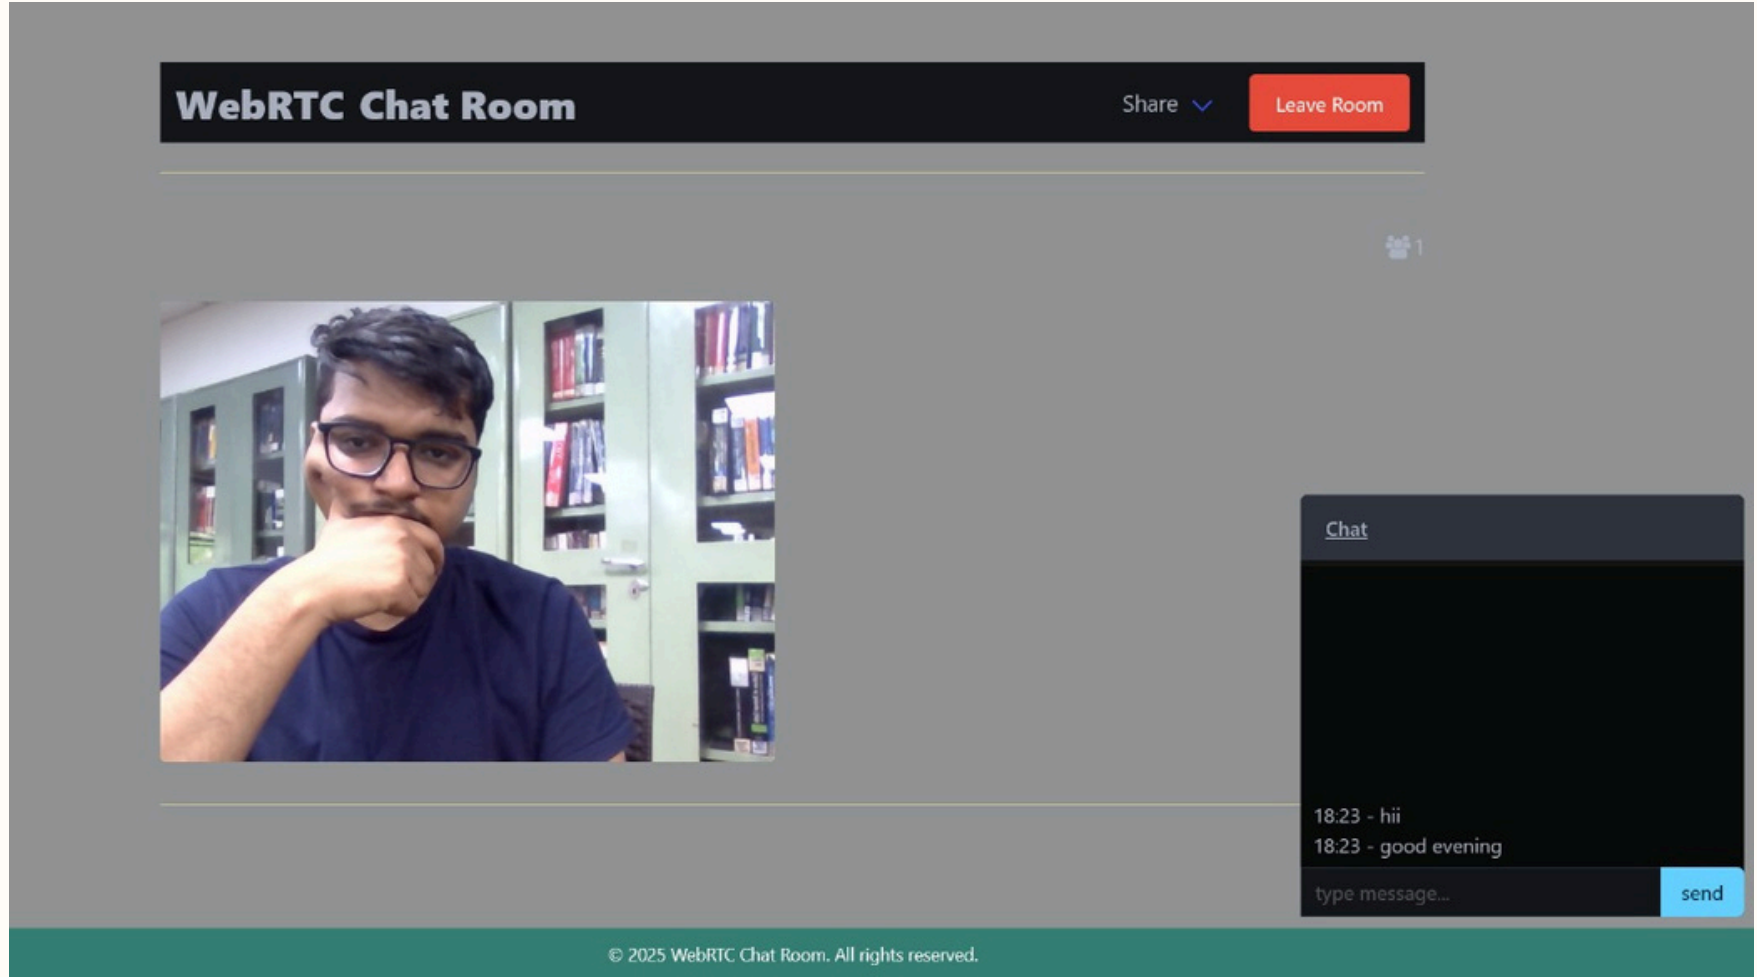 WebRTC Chat Room
Share
Leave Room
1
Chat
18:23 - hii
18:23 - good evening
type message...
send
© 2025 WebRTC Chat Room. All rights reserved.